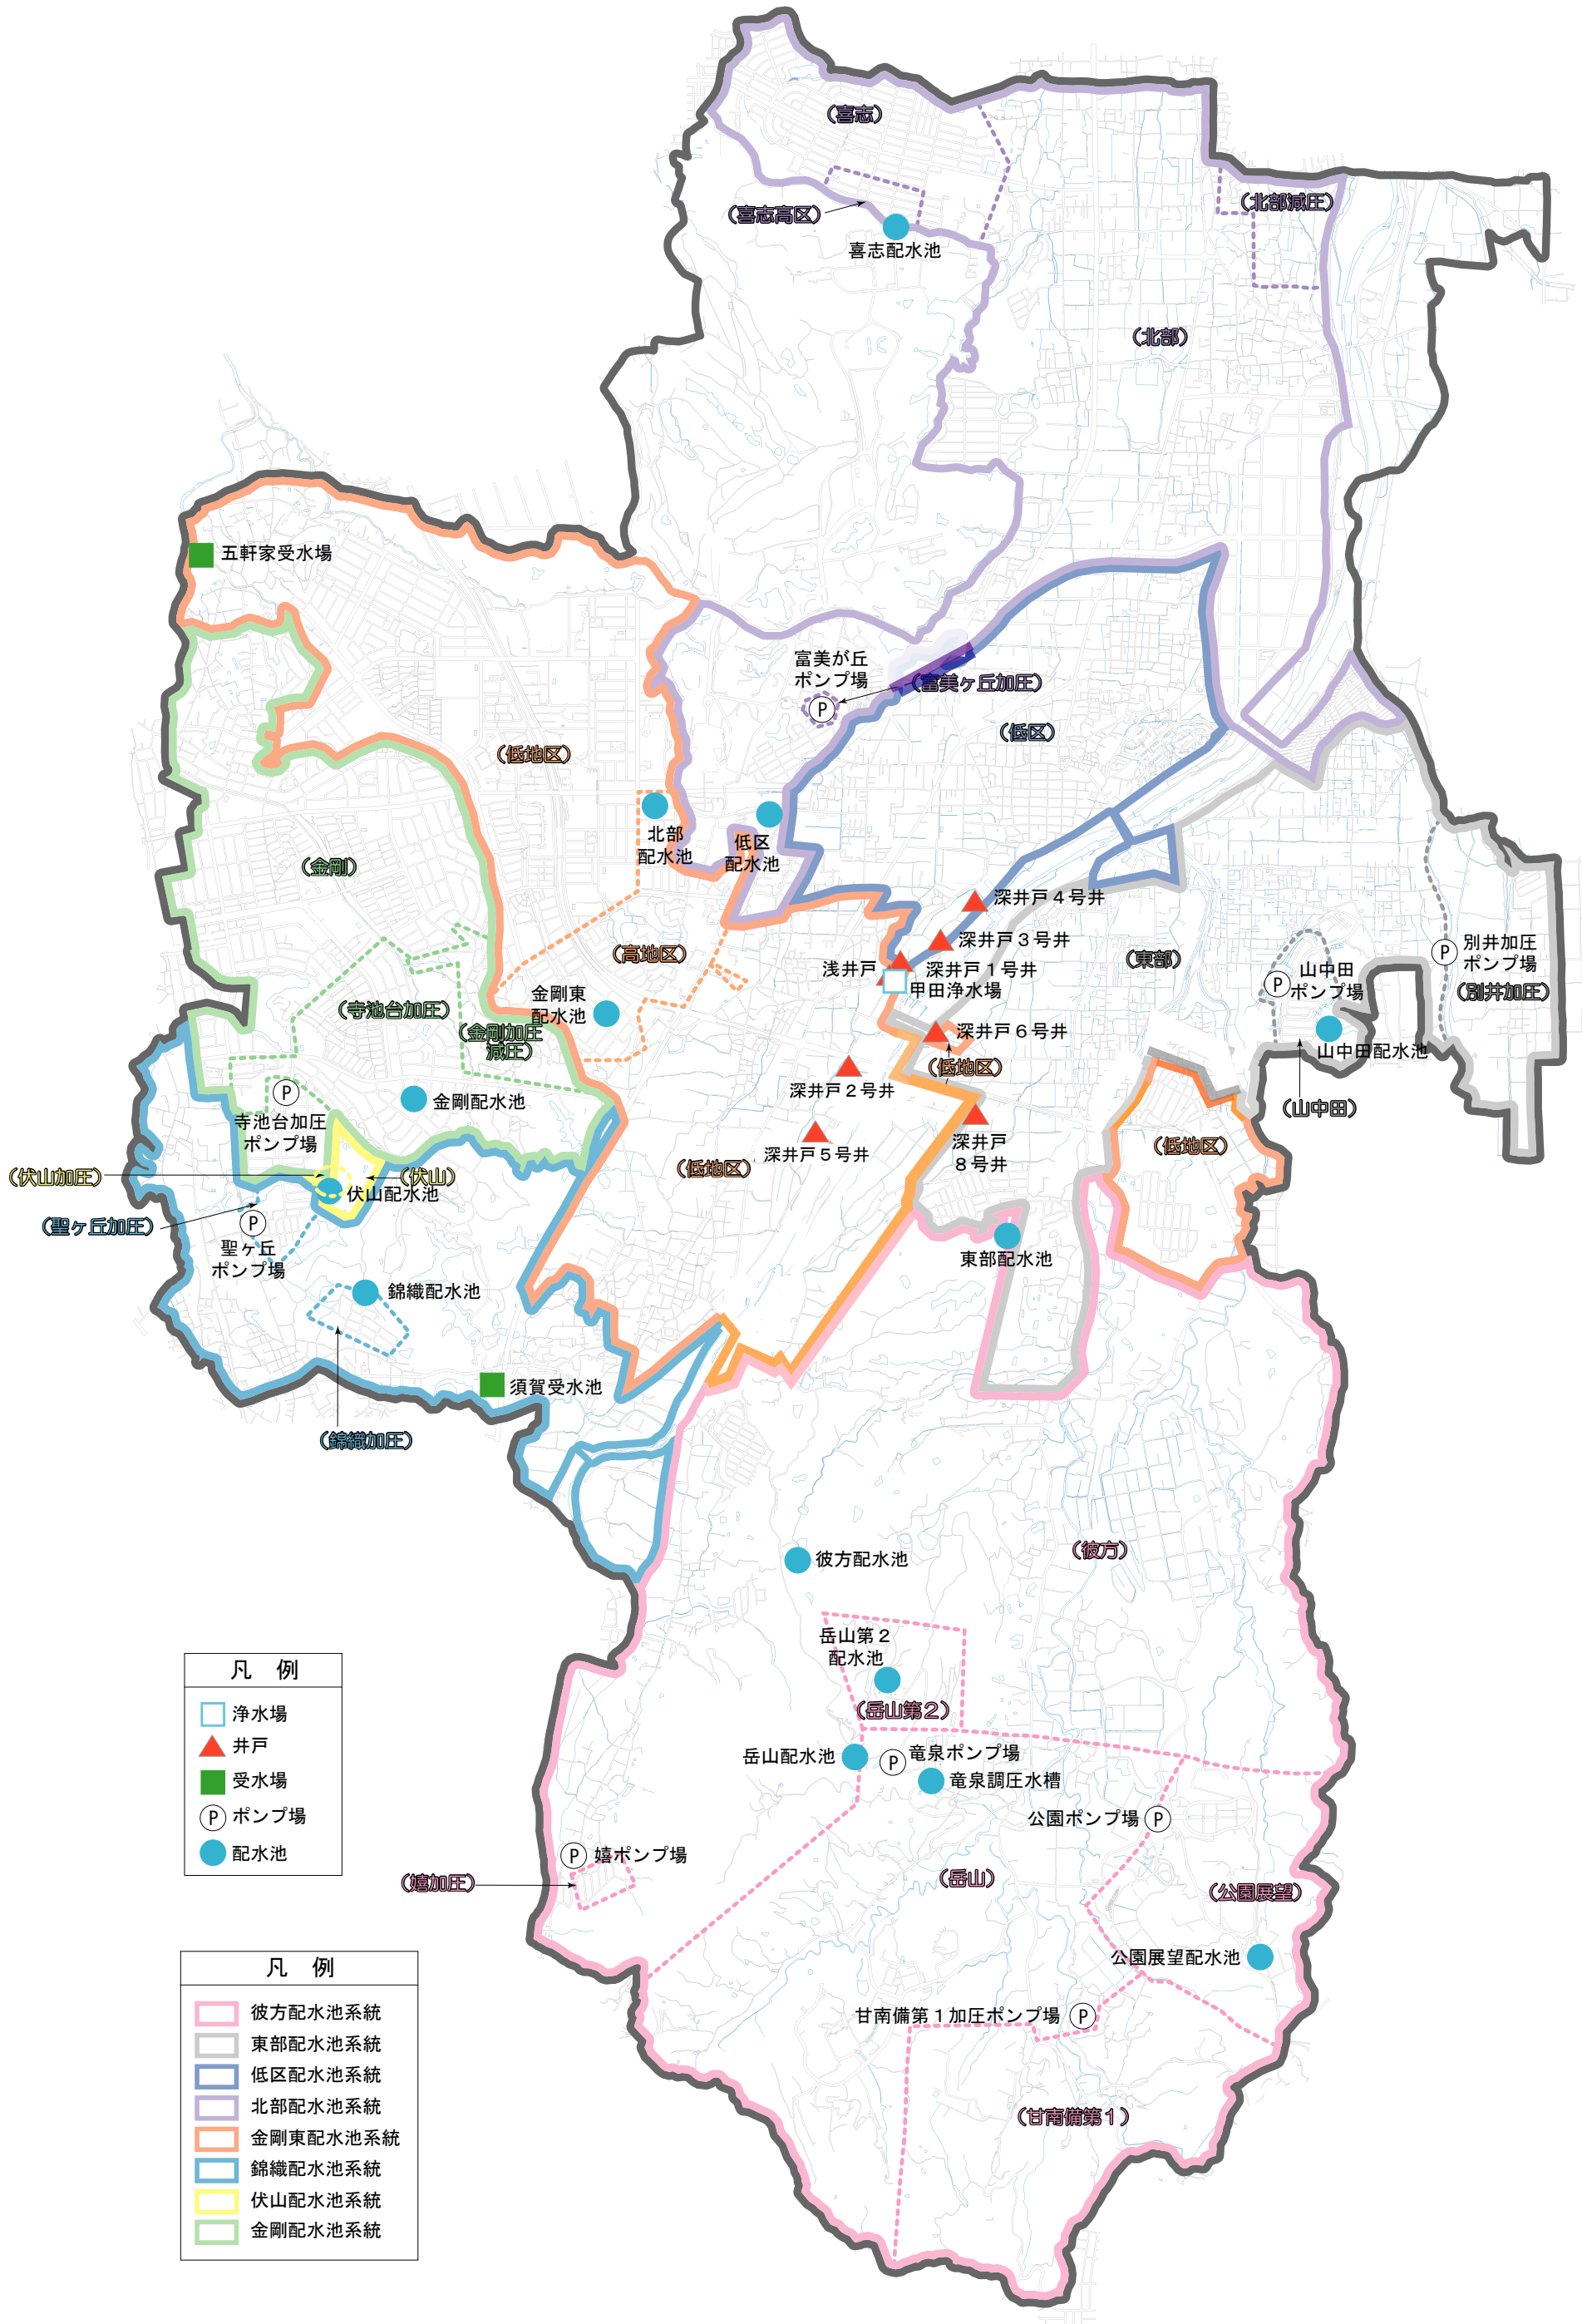 （喜志）
（喜志高区）
（北部減圧）
喜志配水池
（北部）
五軒家受水場
富美が丘
ポンプ場
P
（富美ヶ丘加圧）
（低区）
（低地区）
北部
配水池
低区
配水池
（金剛）
深井戸４号井
深井戸３号井
浅井戸
深井戸１号井
甲田浄水場
（東部）
（高地区）
P
山中田
ポンプ場
P
別井加圧
ポンプ場
（別井加圧）
金剛東
配水池
（寺池台加圧）
（金剛加圧
減圧）
深井戸６号井
（低地区）
山中田配水池
深井戸２号井
P
寺池台加圧
ポンプ場
金剛配水池
（山中田）
深井戸５号井
深井戸
８号井
（低地区）
（低地区）
（伏山加圧）
（伏山）
伏山配水池
（聖ヶ丘加圧）
P
聖ヶ丘
ポンプ場
東部配水池
錦織配水池
須賀受水池
（錦織加圧）
彼方配水池
（彼方）
岳山第２
配水池
（岳山第２）
岳山配水池
P
竜泉ポンプ場
竜泉調圧水槽
公園ポンプ場
P
P
嬉ポンプ場
（嬉加圧）
（岳山）
（公園展望）
公園展望配水池
甘南備第１加圧ポンプ場
P
（甘南備第１）
凡　例
浄水場
井戸
受水場
P
ポンプ場
配水池
凡　例
彼方配水池系統
東部配水池系統
低区配水池系統
北部配水池系統
金剛東配水池系統
錦織配水池系統
伏山配水池系統
金剛配水池系統